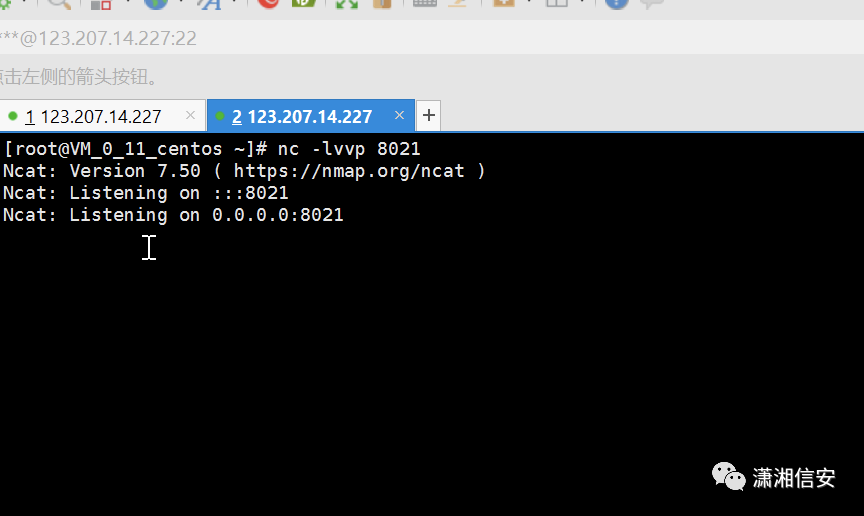 ***@123.207.14.227:22
点击左侧的箭头按钮。
1 123.207.14.227 ×
2 123.207.14.227 × +
[root@VM_0_11_centos ~]# nc -lvvp 8021
Ncat: Version 7.50 ( https://nmap.org/ncat )
Ncat: Listening on :::8021
Ncat: Listening on 0.0.0.0:8021
潇湘信安